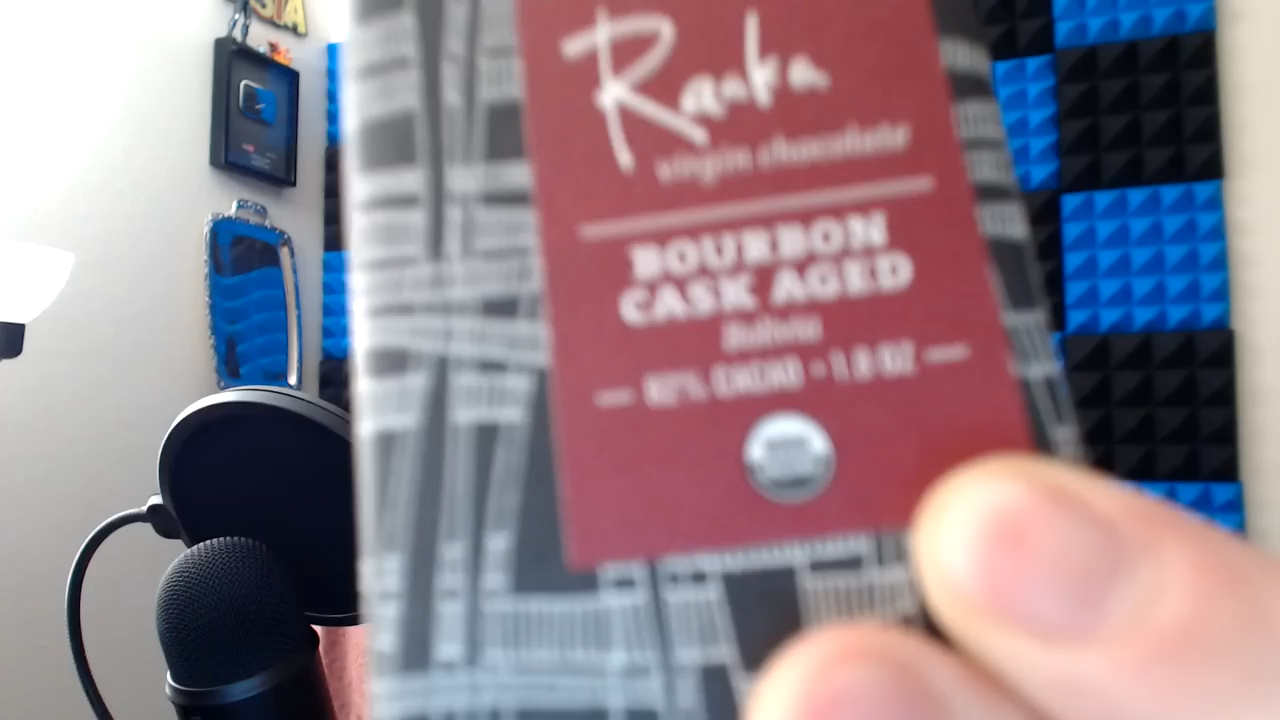 Raaka
virgin chocolate
BOURBON
CASK AGED
Bolivia
82% CACAO • 1.8 OZ